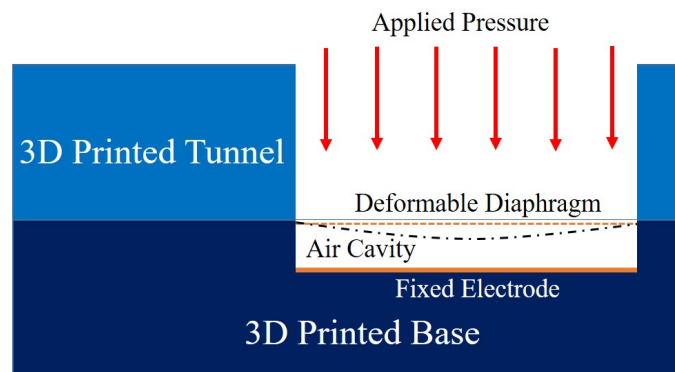 Applied Pressure
3D Printed Tunnel
Deformable Diaphragm
Air Cavity
Fixed Electrode
3D Printed Base